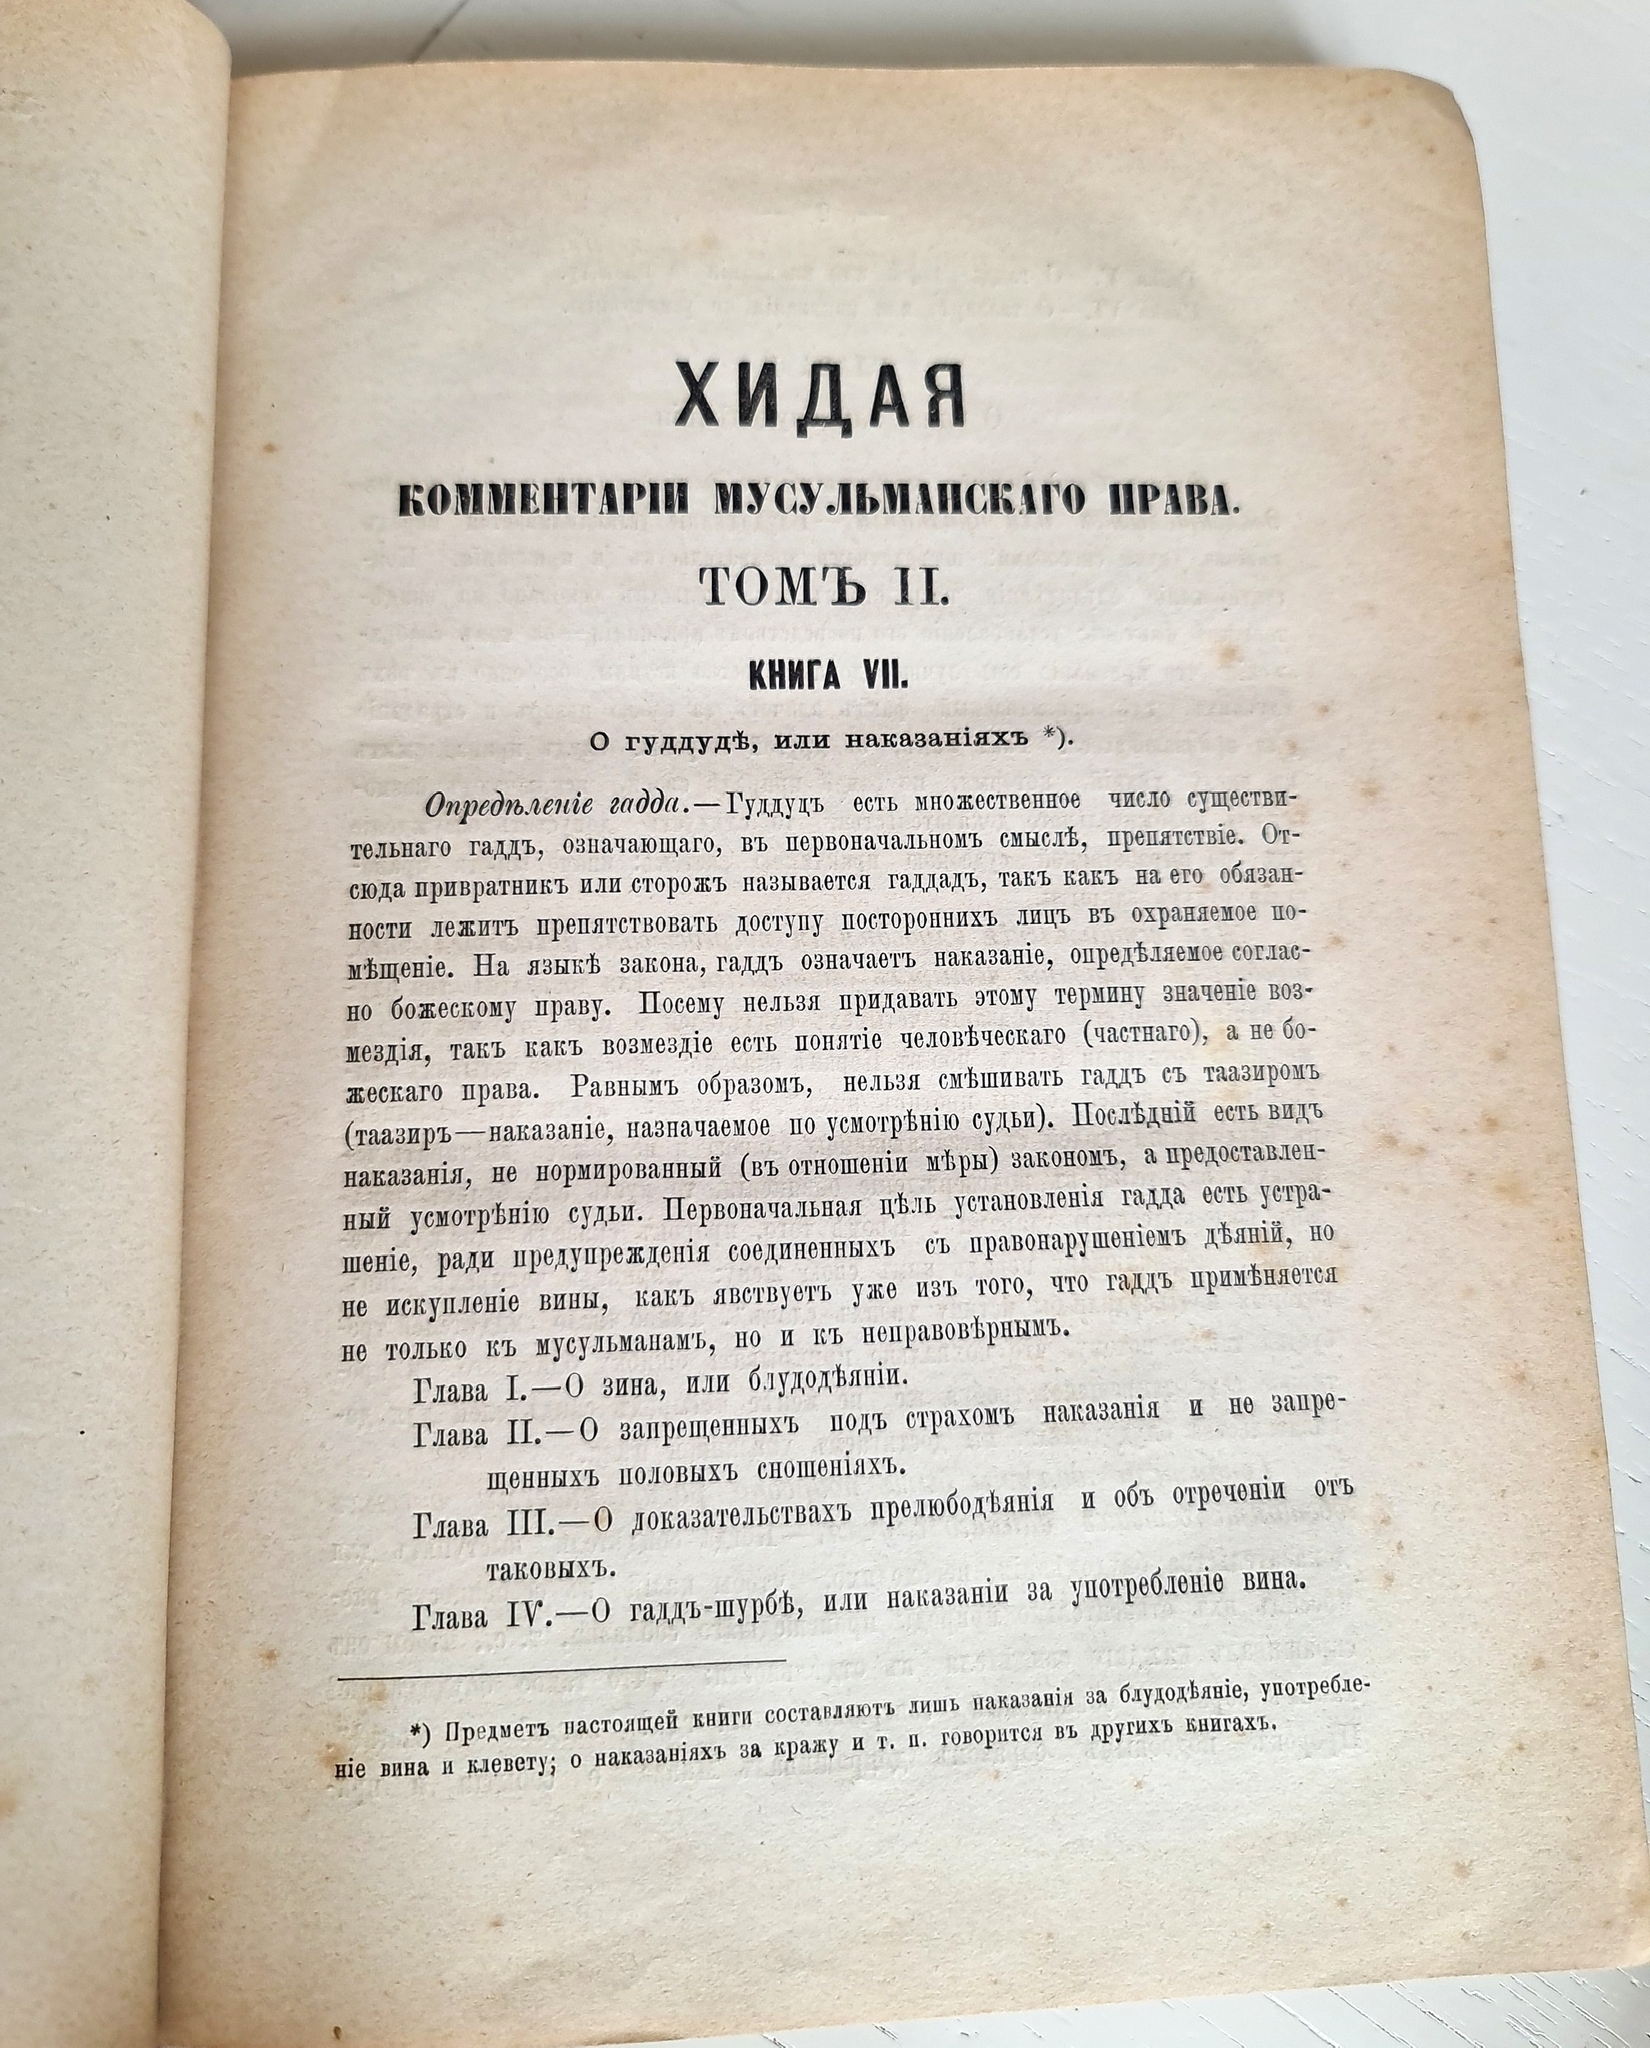 ХИДАЯ
КОММЕНТАРІИ МУСУЛЬМАНСКАГО ПРАВА.
ТОМЪ II.
КНИГА VII.
О гуддудѣ, или наказаніяхъ *).
Опредѣленіе гадда.—Гуддудъ есть множественное число существи-
тельнаго гаддъ, означающаго, въ первоначальномъ смыслѣ, препятствіе. От-
сюда привратникъ или сторожъ называется гаддадъ, такъ какъ на его обязан-
ности лежитъ препятствовать доступу постороннихъ лицъ въ охраняемое по-
мѣщеніе. На языкѣ закона, гаддъ означаетъ наказаніе, опредѣляемое соглас-
но божескому праву. Посему нельзя придавать этому термину значеніе воз-
мездія, такъ какъ возмездіе есть понятіе человѣческаго (частнаго), а не бо-
жескаго права. Равнымъ образомъ, нельзя смѣшивать гаддъ съ таазиромъ
(таазиръ—наказаніе, назначаемое по усмотрѣнію судьи). Послѣдній есть видъ
наказанія, не нормированный (въ отношеніи мѣры) закономъ, а предоставлен-
ный усмотрѣнію судьи. Первоначальная цѣль установленія гадда есть устра-
шеніе, ради предупрежденія соединенныхъ съ правонарушеніемъ дѣяній, но
не искупленіе вины, какъ явствуетъ уже изъ того, что гаддъ примѣняется
не только къ мусульманамъ, но и къ неправовѣрнымъ.
Глава I.—О зина, или блудодѣяніи.
Глава II.—О запрещенныхъ подъ страхомъ наказанія и не запре-
щенныхъ половыхъ сношеніяхъ.
Глава III.—О доказательствахъ прелюбодѣянія и объ отреченіи отъ
таковыхъ.
Глава IV.—О гаддъ-шурбѣ, или наказаніи за употребленіе вина.
*) Предметъ настоящей книги составляютъ лишь наказанія за блудодѣяніе, употребле-
ніе вина и клевету; о наказаніяхъ за кражу и т. п. говорится въ другихъ книгахъ.